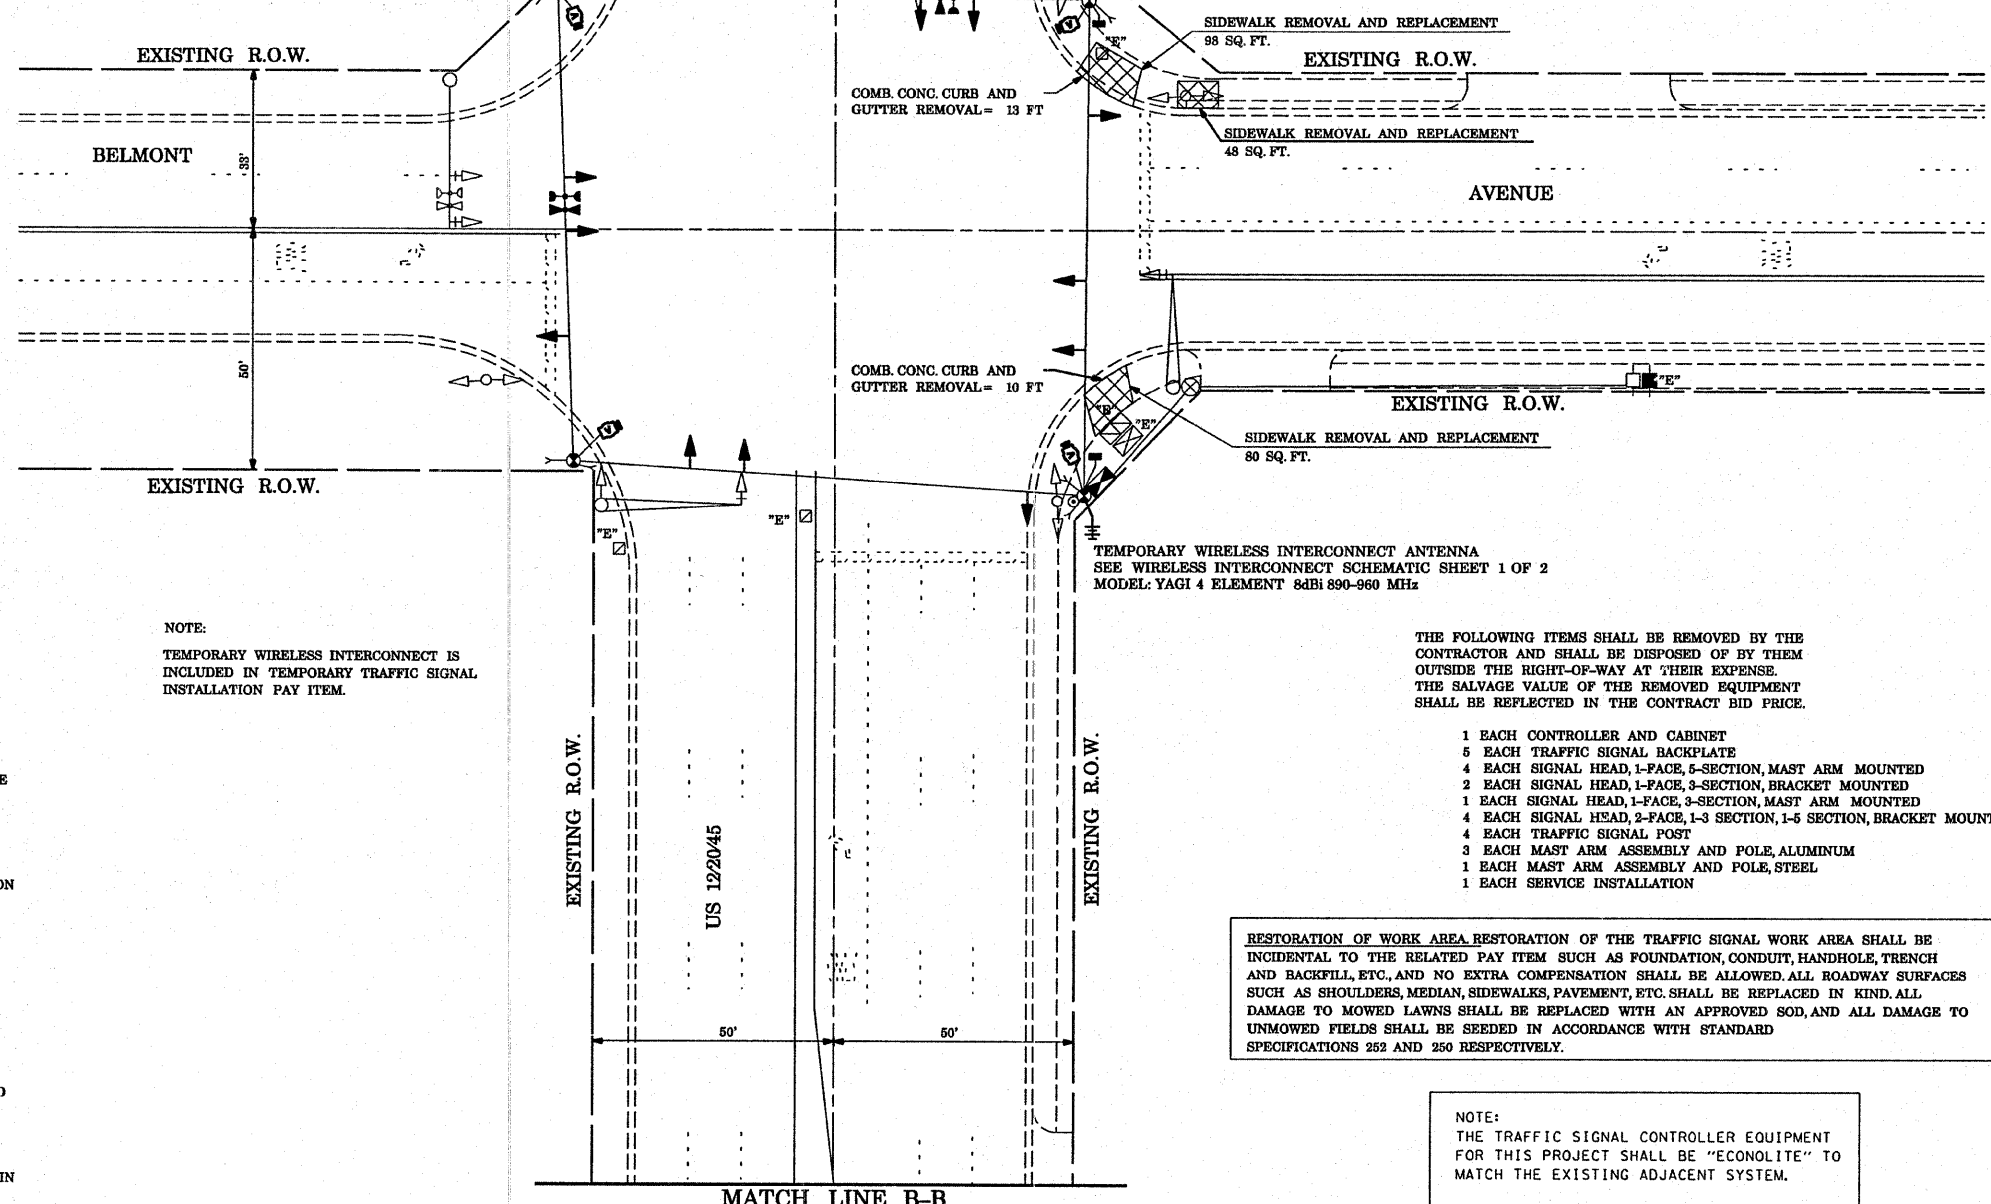 SIDEWALK REMOVAL AND REPLACEMENT
98 SQ. FT.
"E"
EXISTING R.O.W.
EXISTING R.O.W.
COMB. CONC. CURB AND
GUTTER REMOVAL= 13 FT
SIDEWALK REMOVAL AND REPLACEMENT
48 SQ. FT.
BELMONT
33'
AVENUE
50'
COMB. CONC. CURB AND
GUTTER REMOVAL= 10 FT
"E"
EXISTING R.O.W.
"E"
"E"
SIDEWALK REMOVAL AND REPLACEMENT
80 SQ. FT.
EXISTING R.O.W.
"E"
"E"
TEMPORARY WIRELESS INTERCONNECT ANTENNA
SEE WIRELESS INTERCONNECT SCHEMATIC SHEET 1 OF 2
MODEL: YAGI 4 ELEMENT 8dBi 890-960 MHz
NOTE:
TEMPORARY WIRELESS INTERCONNECT IS
INCLUDED IN TEMPORARY TRAFFIC SIGNAL
INSTALLATION PAY ITEM.
THE FOLLOWING ITEMS SHALL BE REMOVED BY THE
CONTRACTOR AND SHALL BE DISPOSED OF BY THEM
OUTSIDE THE RIGHT-OF-WAY AT THEIR EXPENSE.
THE SALVAGE VALUE OF THE REMOVED EQUIPMENT
SHALL BE REFLECTED IN THE CONTRACT BID PRICE.
1 EACH CONTROLLER AND CABINET
5 EACH TRAFFIC SIGNAL BACKPLATE
4 EACH SIGNAL HEAD, 1-FACE, 5-SECTION, MAST ARM MOUNTED
2 EACH SIGNAL HEAD, 1-FACE, 3-SECTION, BRACKET MOUNTED
1 EACH SIGNAL HEAD, 1-FACE, 3-SECTION, MAST ARM MOUNTED
4 EACH SIGNAL HEAD, 2-FACE, 1-3 SECTION, 1-5 SECTION, BRACKET MOUNT
4 EACH TRAFFIC SIGNAL POST
3 EACH MAST ARM ASSEMBLY AND POLE, ALUMINUM
1 EACH MAST ARM ASSEMBLY AND POLE, STEEL
1 EACH SERVICE INSTALLATION
E
ON
D
IN
EXISTING R.O.W.
US 12/20/45
EXISTING R.O.W.
50'
50'
RESTORATION OF WORK AREA. RESTORATION OF THE TRAFFIC SIGNAL WORK AREA SHALL BE
INCIDENTAL TO THE RELATED PAY ITEM SUCH AS FOUNDATION, CONDUIT, HANDHOLE, TRENCH
AND BACKFILL, ETC., AND NO EXTRA COMPENSATION SHALL BE ALLOWED. ALL ROADWAY SURFACES
SUCH AS SHOULDERS, MEDIAN, SIDEWALKS, PAVEMENT, ETC. SHALL BE REPLACED IN KIND. ALL
DAMAGE TO MOWED LAWNS SHALL BE REPLACED WITH AN APPROVED SOD, AND ALL DAMAGE TO
UNMOWED FIELDS SHALL BE SEEDED IN ACCORDANCE WITH STANDARD
SPECIFICATIONS 252 AND 250 RESPECTIVELY.
NOTE:
THE TRAFFIC SIGNAL CONTROLLER EQUIPMENT
FOR THIS PROJECT SHALL BE "ECONOLITE" TO
MATCH THE EXISTING ADJACENT SYSTEM.
MATCH LINE B-B